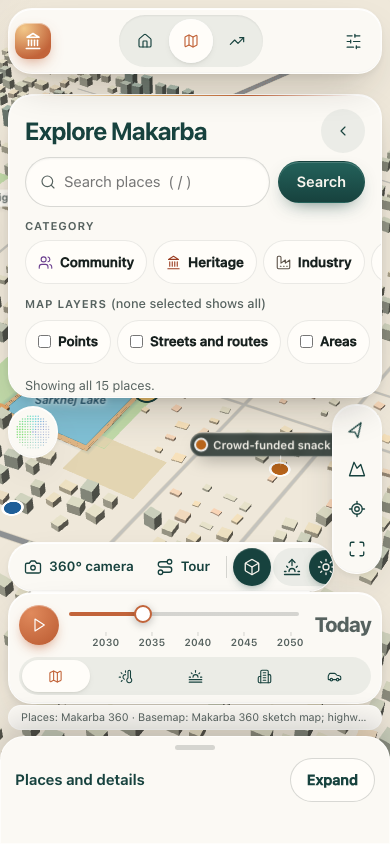 Explore Makarba
Search places ( / )
Search
CATEGORY
Community
Heritage
Industry
MAP LAYERS (none selected shows all)
Points
Streets and routes
Areas
Showing all 15 places.
Sarkhej Lake
Crowd-funded snack
360° camera
Tour
Today
2030 2035 2040 2045 2050
Places: Makarba 360 · Basemap: Makarba 360 sketch map; highw...
Places and details
Expand